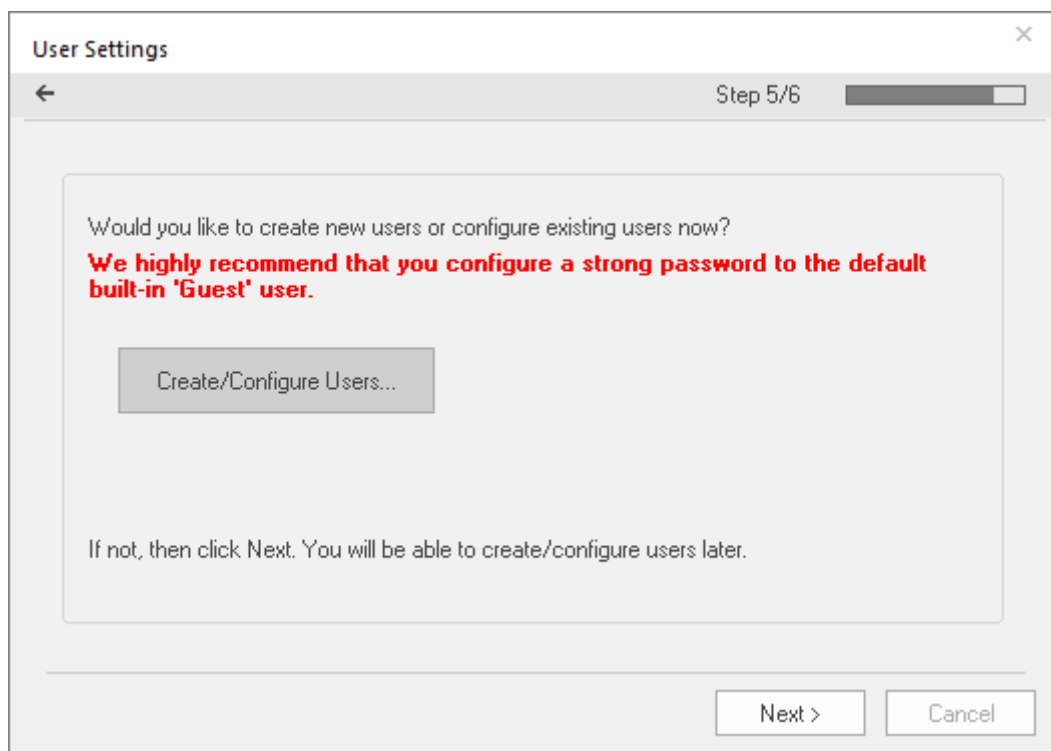 User Settings
Step 5/6
Would you like to create new users or configure existing users now?
We highly recommend that you configure a strong password to the default
built-in 'Guest' user.
Create/Configure Users...
If not, then click Next. You will be able to create/configure users later.
Next >
Cancel